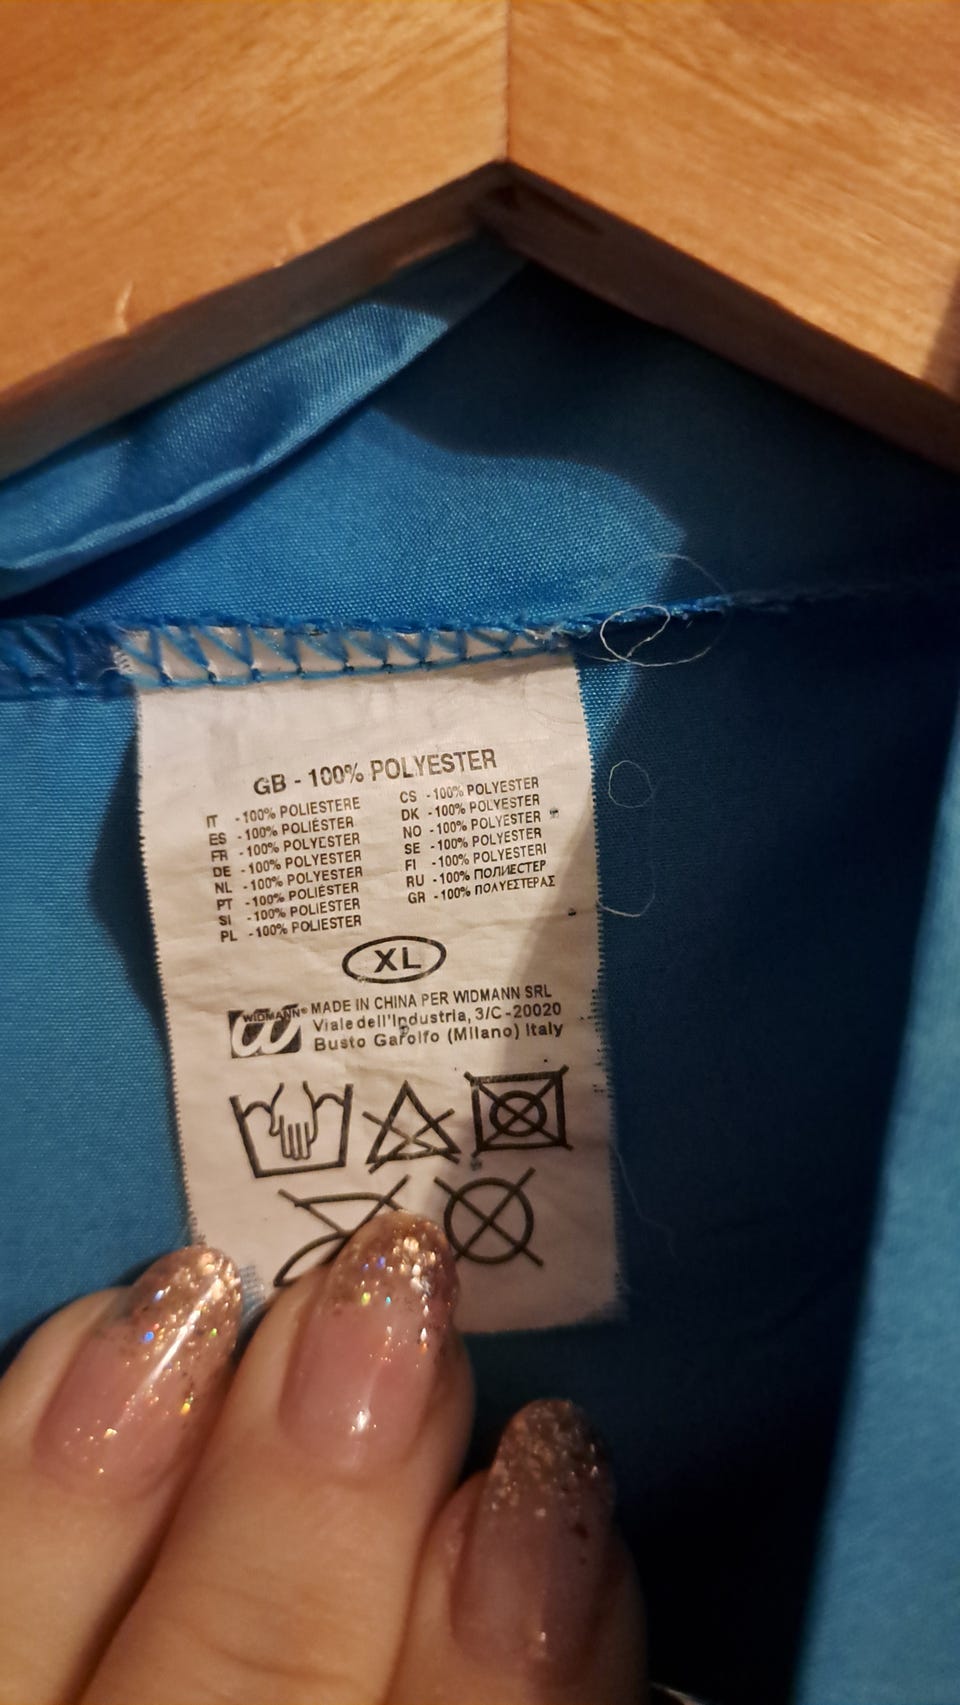 GB - 100% POLYESTER
IT - 100% POLIESTERE
ES - 100% POLIÉSTER
FR - 100% POLYESTER
DE - 100% POLYESTER
NL - 100% POLYESTER
PT - 100% POLIÉSTER
SI - 100% POLIESTER
PL - 100% POLIESTER
CS - 100% POLYESTER
DK - 100% POLYESTER
NO - 100% POLYESTER
SE - 100% POLYESTER
FI - 100% POLYESTERI
RU - 100% ПОЛИЕСТЕР
GR - 100% ΠΟΛΥΕΣΤΕΡΑΣ
XL
WIDMANN® MADE IN CHINA PER WIDMANN SRL
Viale dell'Industria, 3/C - 20020
Busto Garolfo (Milano) Italy